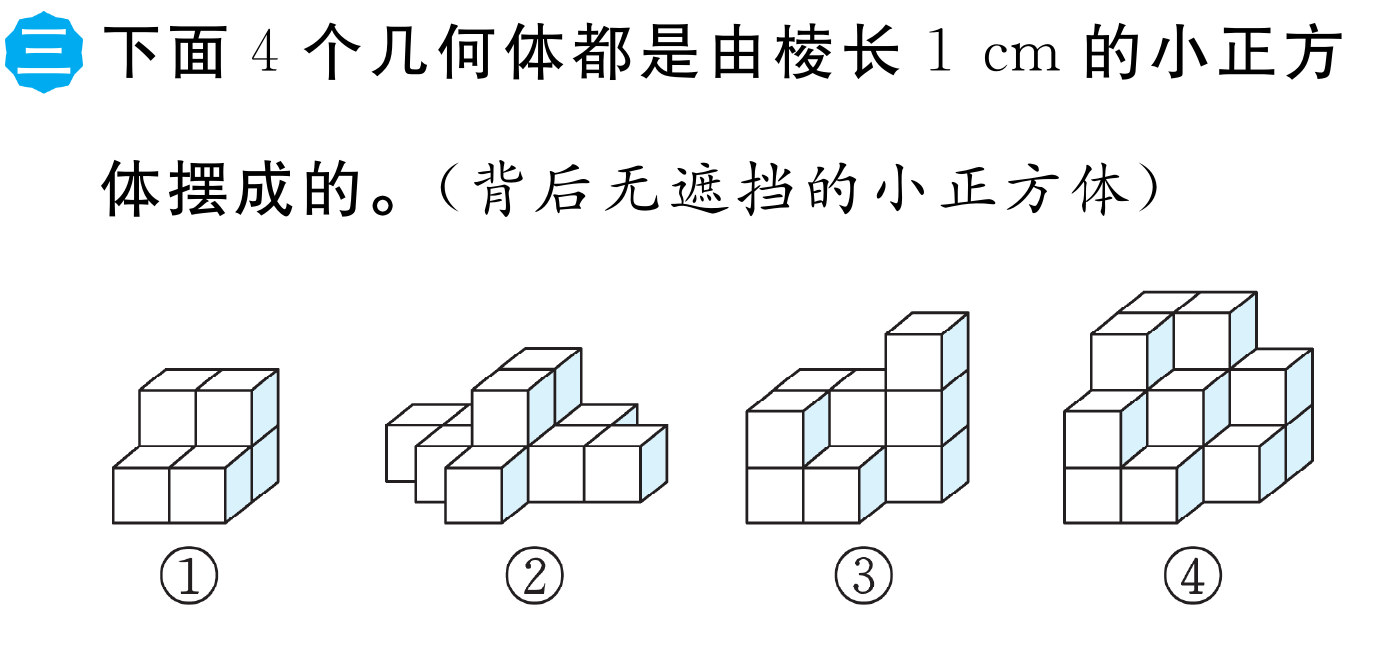 三 下面 4 个几何体都是由棱长 1 cm 的小正方
体摆成的。（背后无遮挡的小正方体）
① ② ③ ④